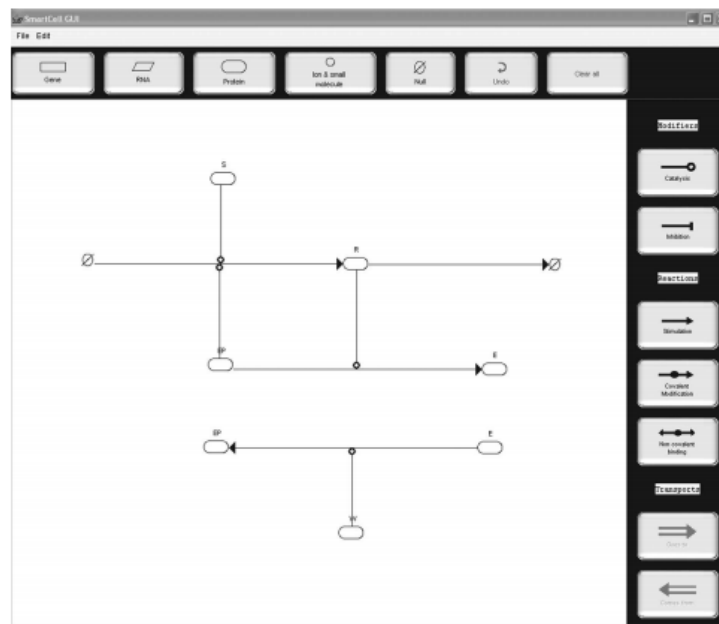 SmartCell GUI
File Edit
Gene
RNA
Protein
Ion & small
molecule
Null
Undo
Clear all
Modifiers
Catalysis
Inhibition
Reactions
Stimulative
Covalent
Modification
Non covalent
binding
Transports
S
R
EP
E
EP
E
W